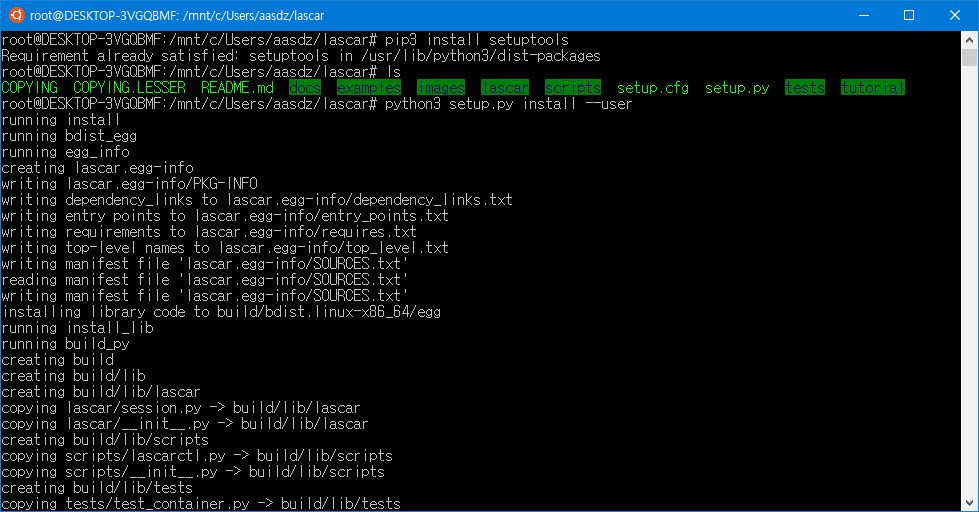 root@DESKTOP-3VGQBMF: /mnt/c/Users/aasdz/lascar
root@DESKTOP-3VGQBMF:/mnt/c/Users/aasdz/lascar# pip3 install setuptools
Requirement already satisfied: setuptools in /usr/lib/python3/dist-packages
root@DESKTOP-3VGQBMF:/mnt/c/Users/aasdz/lascar# ls
COPYING  COPYING.LESSER  README.md  docs  examples  images  lascar  scripts  setup.cfg  setup.py  tests  tutorial
root@DESKTOP-3VGQBMF:/mnt/c/Users/aasdz/lascar# python3 setup.py install --user
running install
running bdist_egg
running egg_info
creating lascar.egg-info
writing lascar.egg-info/PKG-INFO
writing dependency_links to lascar.egg-info/dependency_links.txt
writing entry points to lascar.egg-info/entry_points.txt
writing requirements to lascar.egg-info/requires.txt
writing top-level names to lascar.egg-info/top_level.txt
writing manifest file 'lascar.egg-info/SOURCES.txt'
reading manifest file 'lascar.egg-info/SOURCES.txt'
writing manifest file 'lascar.egg-info/SOURCES.txt'
installing library code to build/bdist.linux-x86_64/egg
running install_lib
running build_py
creating build
creating build/lib
creating build/lib/lascar
copying lascar/session.py -> build/lib/lascar
copying lascar/__init__.py -> build/lib/lascar
creating build/lib/scripts
copying scripts/lascarctl.py -> build/lib/scripts
copying scripts/__init__.py -> build/lib/scripts
creating build/lib/tests
copying tests/test_container.py -> build/lib/tests